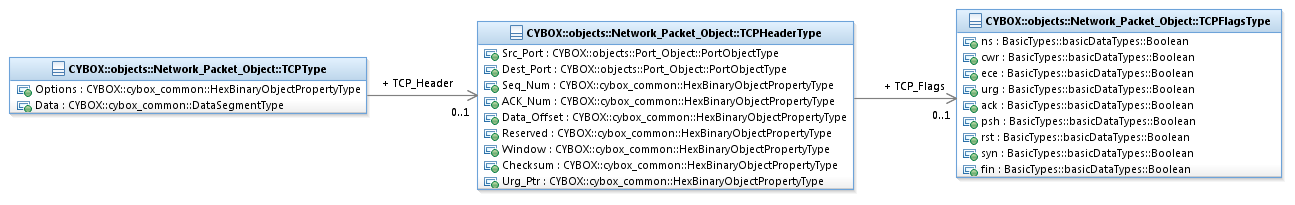 CYBOX::objects::Network_Packet_Object::TCPType
Options : CYBOX::cybox_common::HexBinaryObjectPropertyType
Data : CYBOX::cybox_common::DataSegmentType
+ TCP_Header
0..1
CYBOX::objects::Network_Packet_Object::TCPHeaderType
Src_Port : CYBOX::objects::Port_Object::PortObjectType
Dest_Port : CYBOX::objects::Port_Object::PortObjectType
Seq_Num : CYBOX::cybox_common::HexBinaryObjectPropertyType
ACK_Num : CYBOX::cybox_common::HexBinaryObjectPropertyType
Data_Offset : CYBOX::cybox_common::HexBinaryObjectPropertyType
Reserved : CYBOX::cybox_common::HexBinaryObjectPropertyType
Window : CYBOX::cybox_common::HexBinaryObjectPropertyType
Checksum : CYBOX::cybox_common::HexBinaryObjectPropertyType
Urg_Ptr : CYBOX::cybox_common::HexBinaryObjectPropertyType
+ TCP_Flags
0..1
CYBOX::objects::Network_Packet_Object::TCPFlagsType
ns : BasicTypes::basicDataTypes::Boolean
cwr : BasicTypes::basicDataTypes::Boolean
ece : BasicTypes::basicDataTypes::Boolean
urg : BasicTypes::basicDataTypes::Boolean
ack : BasicTypes::basicDataTypes::Boolean
psh : BasicTypes::basicDataTypes::Boolean
rst : BasicTypes::basicDataTypes::Boolean
syn : BasicTypes::basicDataTypes::Boolean
fin : BasicTypes::basicDataTypes::Boolean